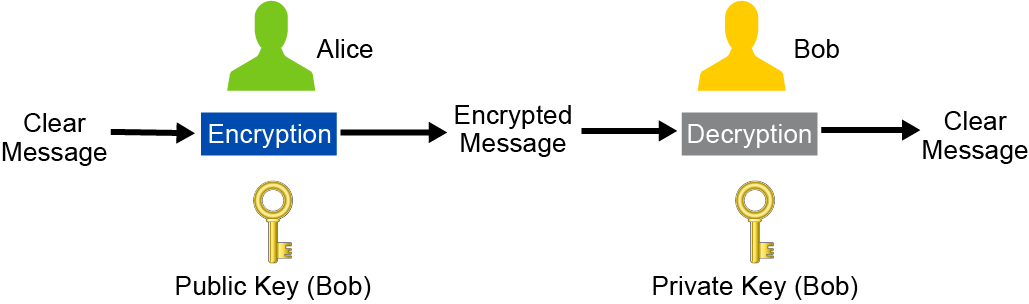 Alice
Bob
Clear
Message
Encryption
Encrypted
Message
Decryption
Clear
Message
Public Key (Bob)
Private Key (Bob)